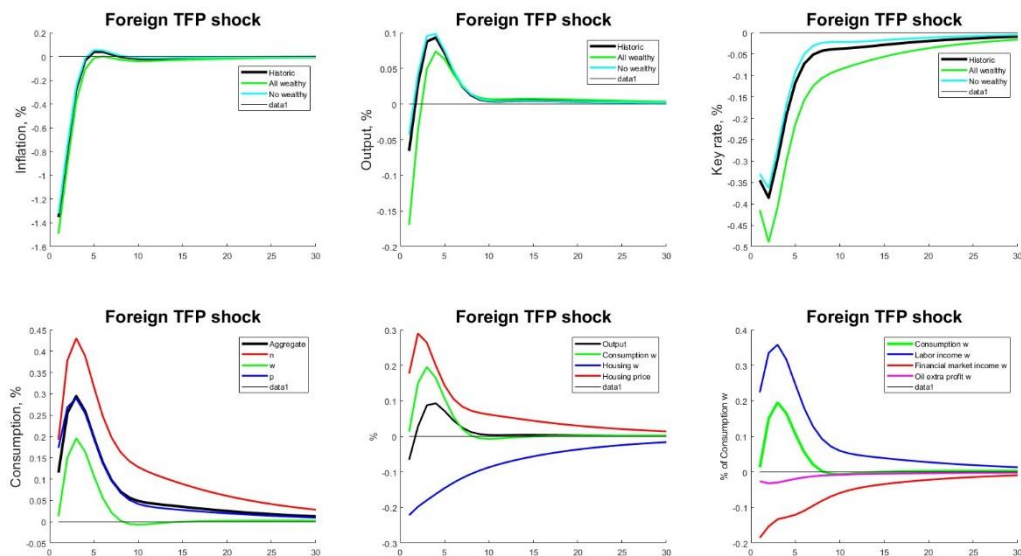 Foreign TFP shock
Inflation, %
0.2
0
-0.2
-0.4
-0.6
-0.8
-1
-1.2
-1.4
-1.6
Historic
All wealthy
No wealthy
data1
0 5 10 15 20 25 30
Foreign TFP shock
Output, %
0.1
0.05
0
-0.05
-0.1
-0.15
-0.2
Historic
All wealthy
No wealthy
data1
0 5 10 15 20 25 30
Foreign TFP shock
Key rate, %
0
-0.05
-0.1
-0.15
-0.2
-0.25
-0.3
-0.35
-0.4
-0.45
-0.5
Historic
All wealthy
No wealthy
data1
0 5 10 15 20 25 30
Foreign TFP shock
Consumption, %
0.45
0.4
0.35
0.3
0.25
0.2
0.15
0.1
0.05
0
-0.05
Aggregate
n
w
p
data1
0 5 10 15 20 25 30
Foreign TFP shock
%
0.3
0.2
0.1
0
-0.1
-0.2
-0.3
Output
Consumption w
Housing w
Housing price
data1
0 5 10 15 20 25 30
Foreign TFP shock
% of Consumption w
0.4
0.3
0.2
0.1
0
-0.1
-0.2
Consumption w
Labor income w
Financial market income w
Oil extra profit w
data1
0 5 10 15 20 25 30